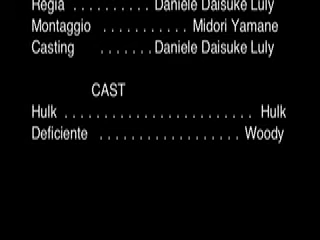 Regia . . . . . . . . . . Daniele Daisuke Luly
Montaggio . . . . . . . . . . . Midori Yamane
Casting . . . . . . . Daniele Daisuke Luly
CAST
Hulk . . . . . . . . . . . . . . . . . . . . . . . . Hulk
Deficiente . . . . . . . . . . . . . . . . . . Woody